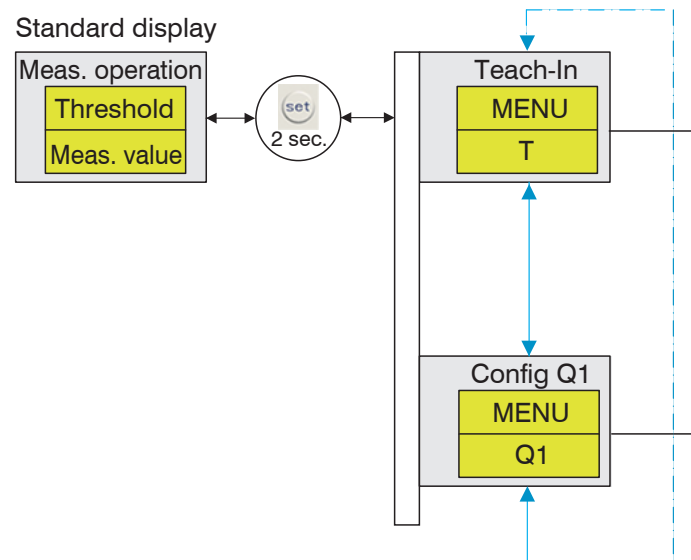 Standard display
Meas. operation
Threshold
Meas. value
set
2 sec.
Teach-In
MENU
T
Config Q1
MENU
Q1